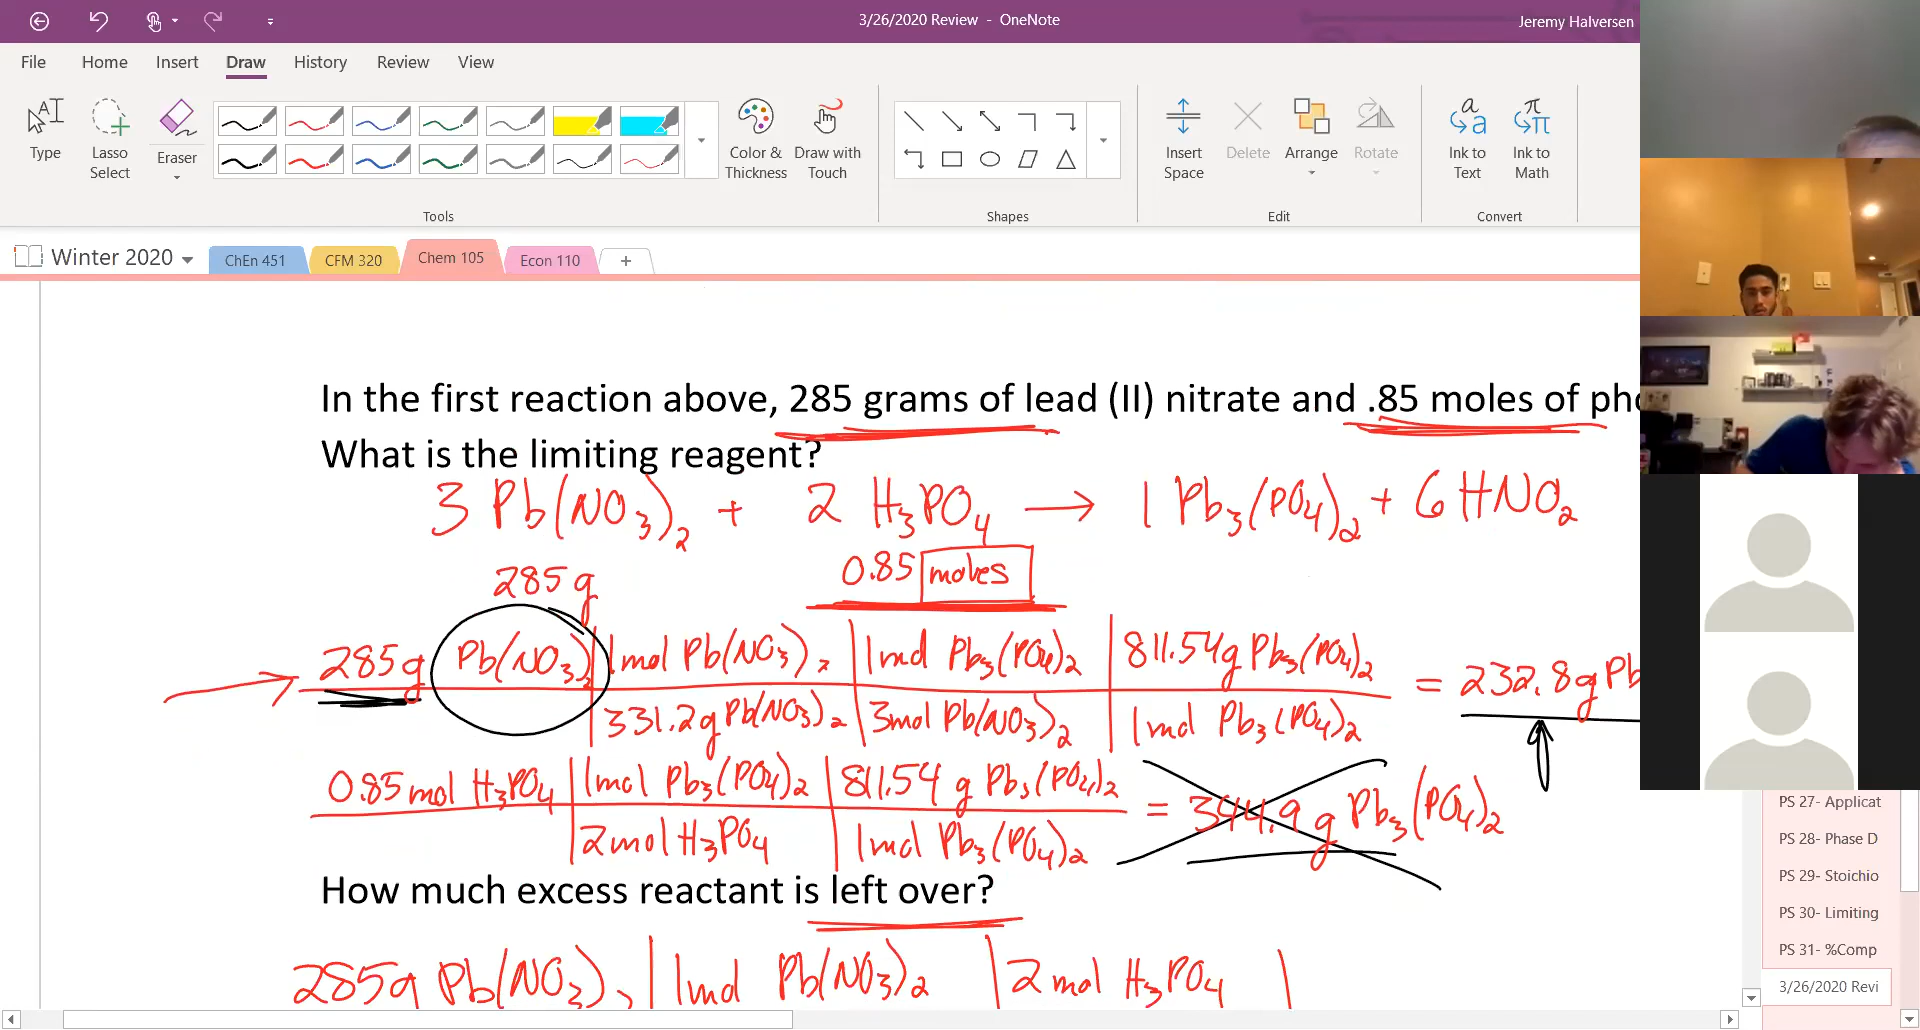 3/26/2020 Review - OneNote
Jeremy Halversen
File Home Insert Draw History Review View
Type
Lasso Select
Eraser
Color & Thickness
Draw with Touch
Insert Space
Delete
Arrange
Rotate
Ink to Text
Ink to Math
Tools
Shapes
Edit
Convert
Winter 2020
ChEn 451
CFM 320
Chem 105
Econ 110
+
In the first reaction above, 285 grams of lead (II) nitrate and .85 moles of pho
What is the limiting reagent?
3 Pb(NO₃)₂ + 2 H₃PO₄ → 1 Pb₃(PO₄)₂ + 6 HNO₂
285 g
0.85 moles
285g Pb(NO₃)₂ | 1 mol Pb(NO₃)₂ | 1 mol Pb₃(PO₄)₂ | 811.54g Pb₃(PO₄)₂ = 232.8g Pb
331.2g Pb(NO₃)₂ | 3 mol Pb(NO₃)₂ | 1 mol Pb₃(PO₄)₂
0.85 mol H₃PO₄ | 1 mol Pb₃(PO₄)₂ | 811.54 g Pb₃(PO₄)₂ = 344.9 g Pb₃(PO₄)₂
2 mol H₃PO₄ | 1 mol Pb₃(PO₄)₂
How much excess reactant is left over?
285g Pb(NO₃)₂ | 1 mol Pb(NO₃)₂ | 2 mol H₃PO₄ |
PS 27- Applicat
PS 28- Phase D
PS 29- Stoichio
PS 30- Limiting
PS 31- %Comp
3/26/2020 Revi